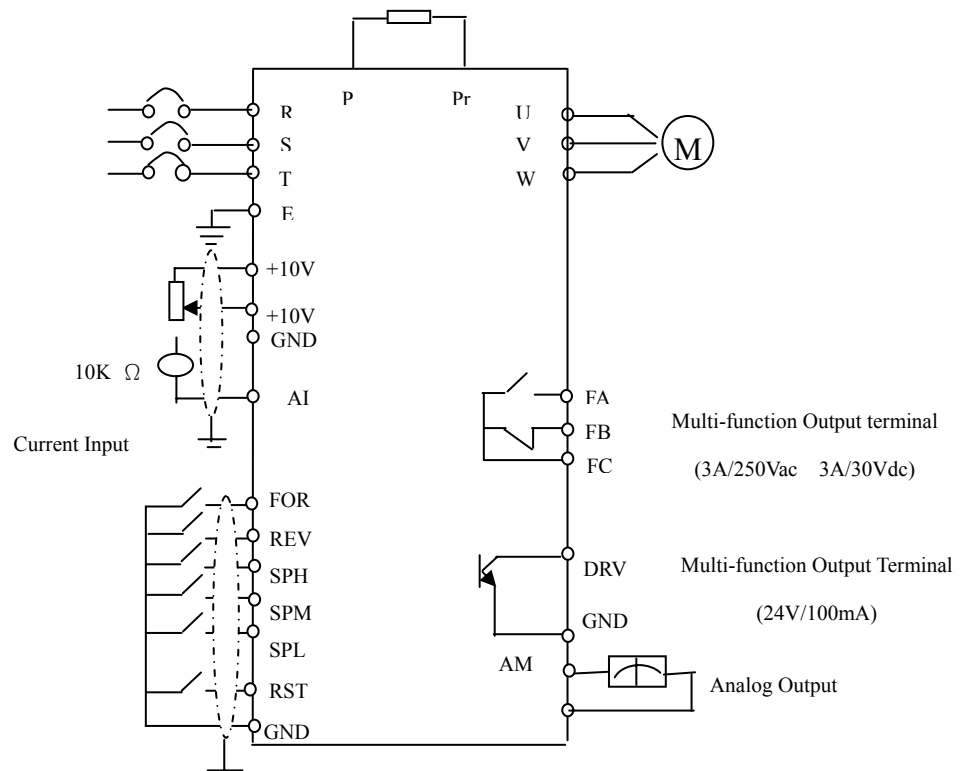 P Pr
R
S
T
E
+10V
+10V
GND
10K Ω
AI
Current Input
FOR
REV
SPH
SPM
SPL
RST
GND
U
V
W
M
FA
FB
FC
Multi-function Output terminal
(3A/250Vac 3A/30Vdc)
DRV
GND
Multi-function Output Terminal
(24V/100mA)
AM
Analog Output